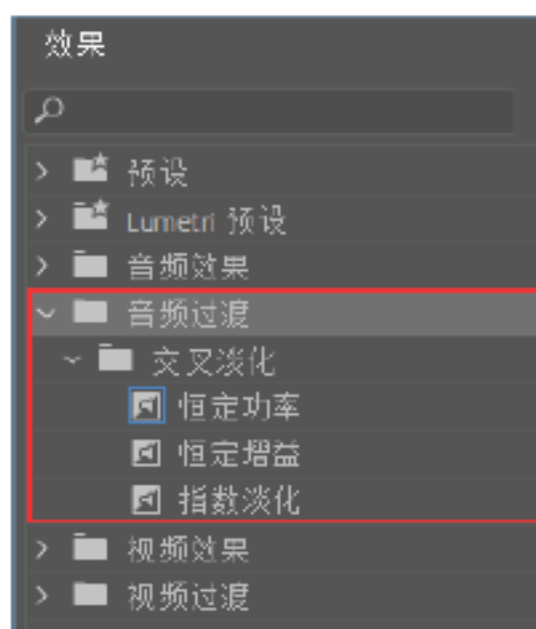 效果
预设
Lumetri 预设
音频效果
音频过渡
交叉淡化
恒定功率
恒定增益
指数淡化
视频效果
视频过渡